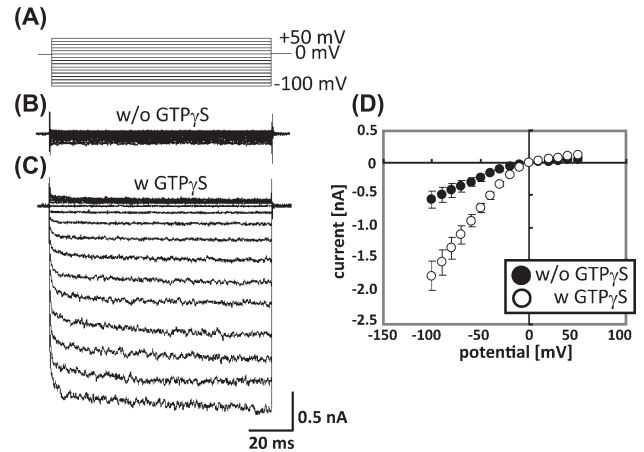 (A)
+50 mV
0 mV
-100 mV
(B)
w/o GTPγS
(C)
w GTPγS
0.5 nA
20 ms
(D)
0.5
0
-0.5
-1.0
-1.5
-2.0
-2.5
current [nA]
w/o GTPγS
w GTPγS
-150 -100 -50 0 50 100
potential [mV]